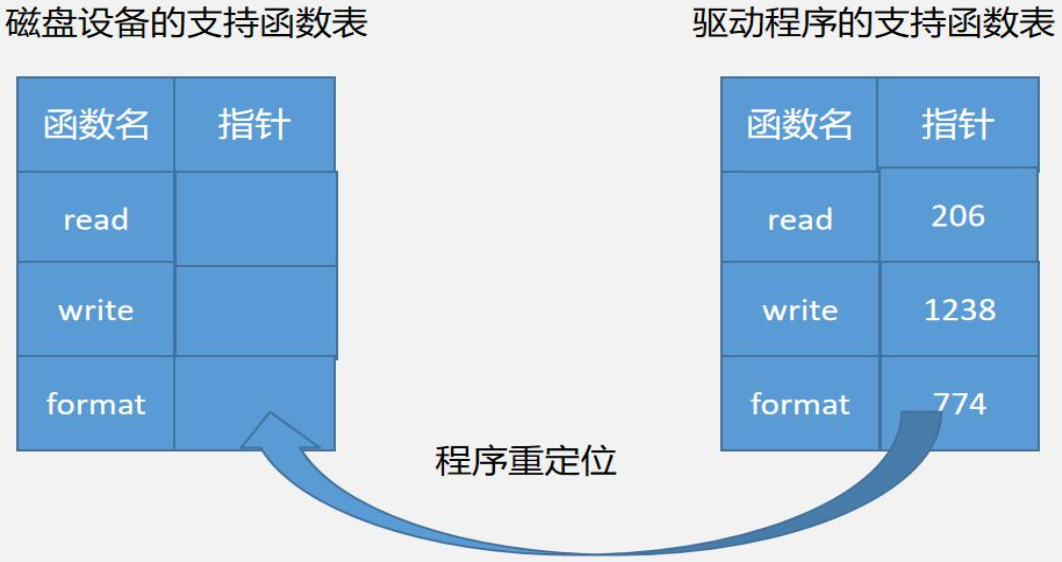 磁盘设备的支持函数表
驱动程序的支持函数表
函数名 指针
read
write
format
函数名 指针
read 206
write 1238
format 774
程序重定位